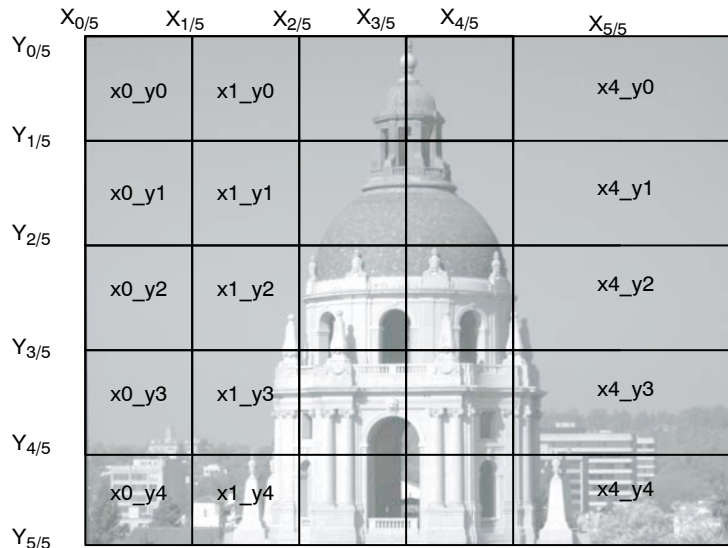 X0/5 X1/5 X2/5 X3/5 X4/5 X5/5
Y0/5
x0_y0 x1_y0 x4_y0
Y1/5
x0_y1 x1_y1 x4_y1
Y2/5
x0_y2 x1_y2 x4_y2
Y3/5
x0_y3 x1_y3 x4_y3
Y4/5
x0_y4 x1_y4 x4_y4
Y5/5